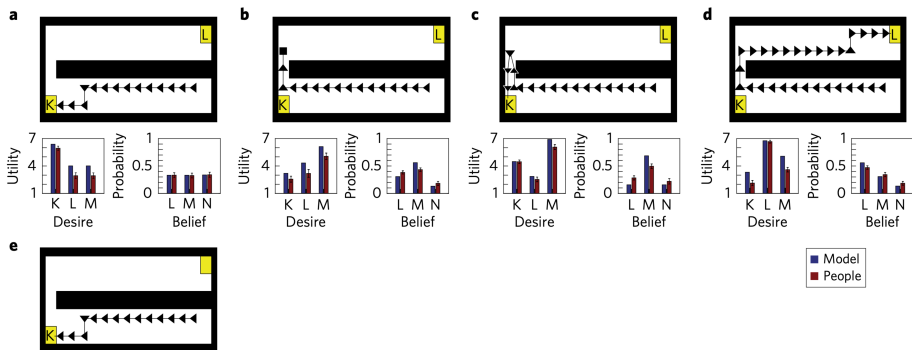 a
b
c
d
L
L
L
L
K
K
K
K
Utility
7
4
1
K L M
Desire
Probability
1
0.5
0
L M N
Belief
Utility
7
4
1
K L M
Desire
Probability
1
0.5
0
L M N
Belief
Utility
7
4
1
K L M
Desire
Probability
1
0.5
0
L M N
Belief
Utility
7
4
1
K L M
Desire
Probability
1
0.5
0
L M N
Belief
e
K
Model
People